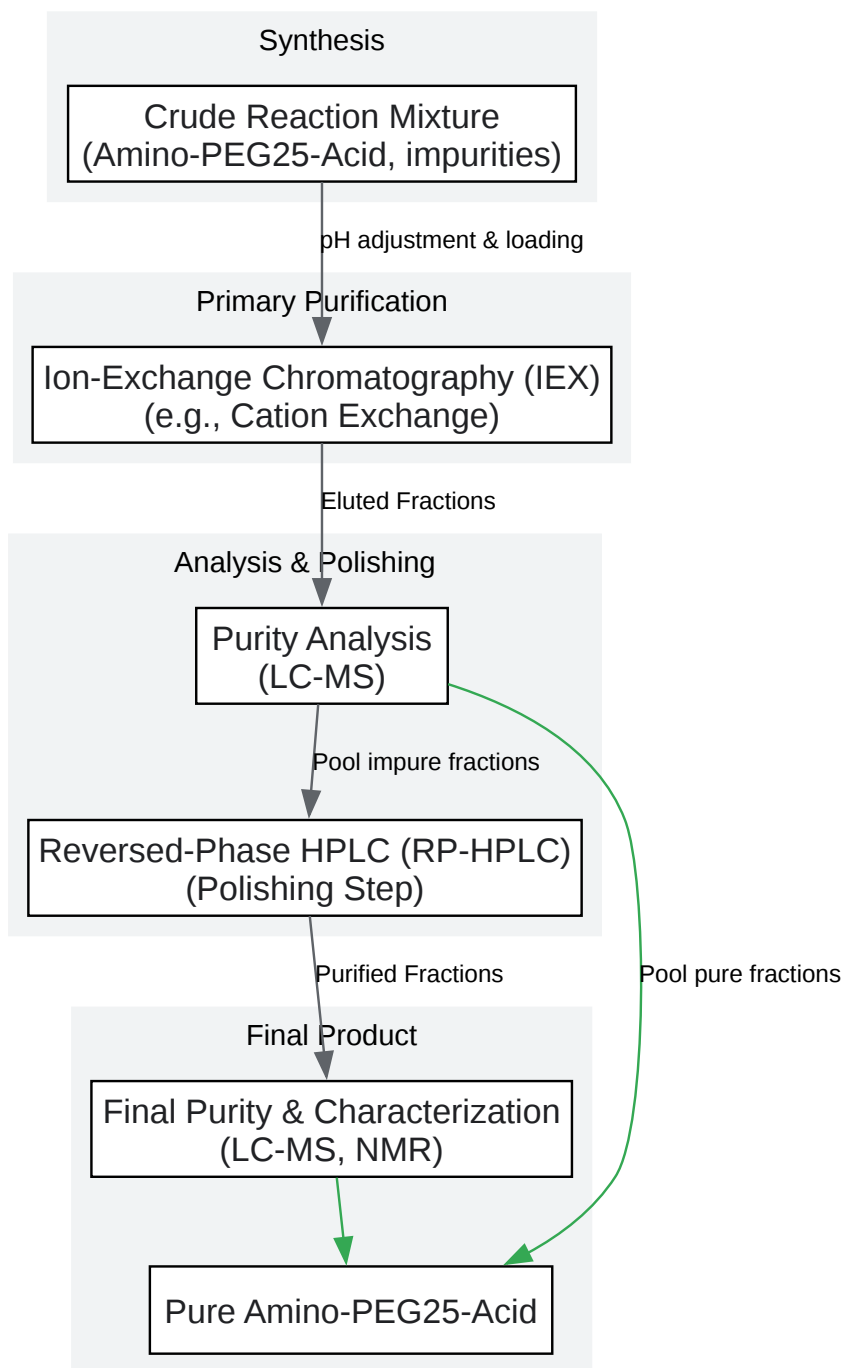 Synthesis
Crude Reaction Mixture
(Amino-PEG25-Acid, impurities)
pH adjustment & loading
Primary Purification
Ion-Exchange Chromatography (IEX)
(e.g., Cation Exchange)
Eluted Fractions
Analysis & Polishing
Purity Analysis
(LC-MS)
Pool impure fractions
Reversed-Phase HPLC (RP-HPLC)
(Polishing Step)
Purified Fractions
Pool pure fractions
Final Product
Final Purity & Characterization
(LC-MS, NMR)
Pure Amino-PEG25-Acid